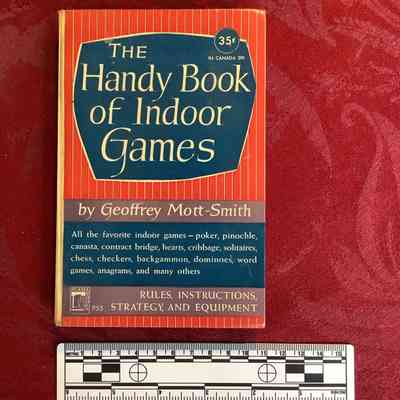 35¢
IN CANADA 39¢
THE
Handy Book
of Indoor
Games
by Geoffrey Mott-Smith
All the favorite indoor games—poker, pinochle,
canasta, contract bridge, hearts, cribbage, solitaires,
chess, checkers, backgammon, dominoes, word
games, anagrams, and many others
P55
RULES, INSTRUCTIONS,
STRATEGY, AND EQUIPMENT